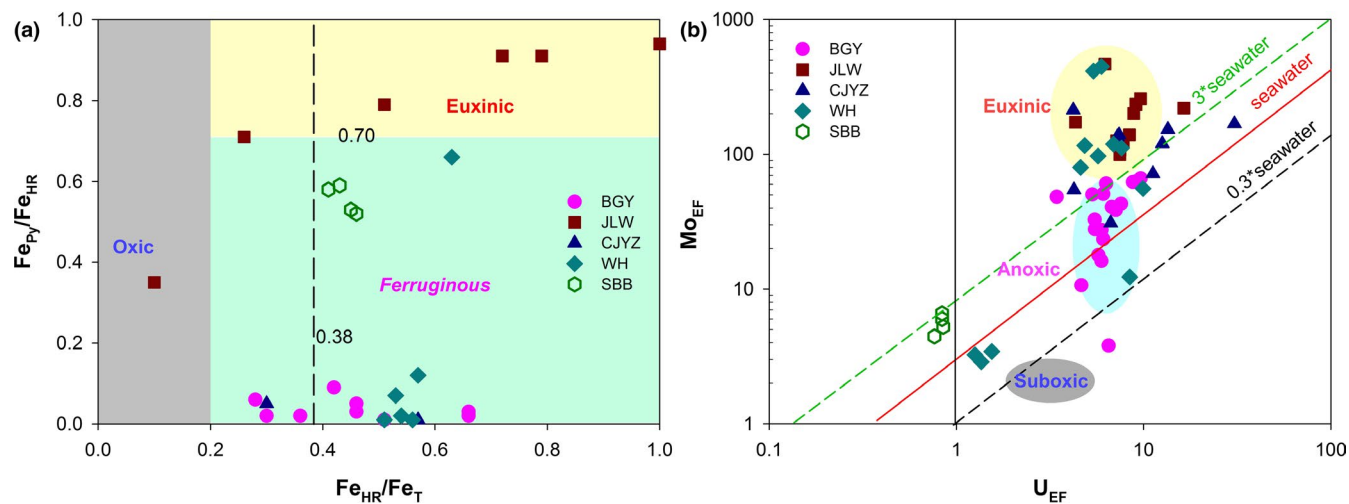 (a)
1.0
0.8
0.6
0.4
0.2
0.0
Fe_Py/Fe_HR
Euxinic
0.70
Oxic
BGY
JLW
CJYZ
WH
SBB
Ferruginous
0.38
0.0 0.2 0.4 0.6 0.8 1.0
Fe_HR/Fe_T
(b)
1000
100
10
1
Mo_EF
BGY
JLW
CJYZ
WH
SBB
Euxinic
3*seawater
seawater
0.3*seawater
Anoxic
Suboxic
0.1 1 10 100
U_EF